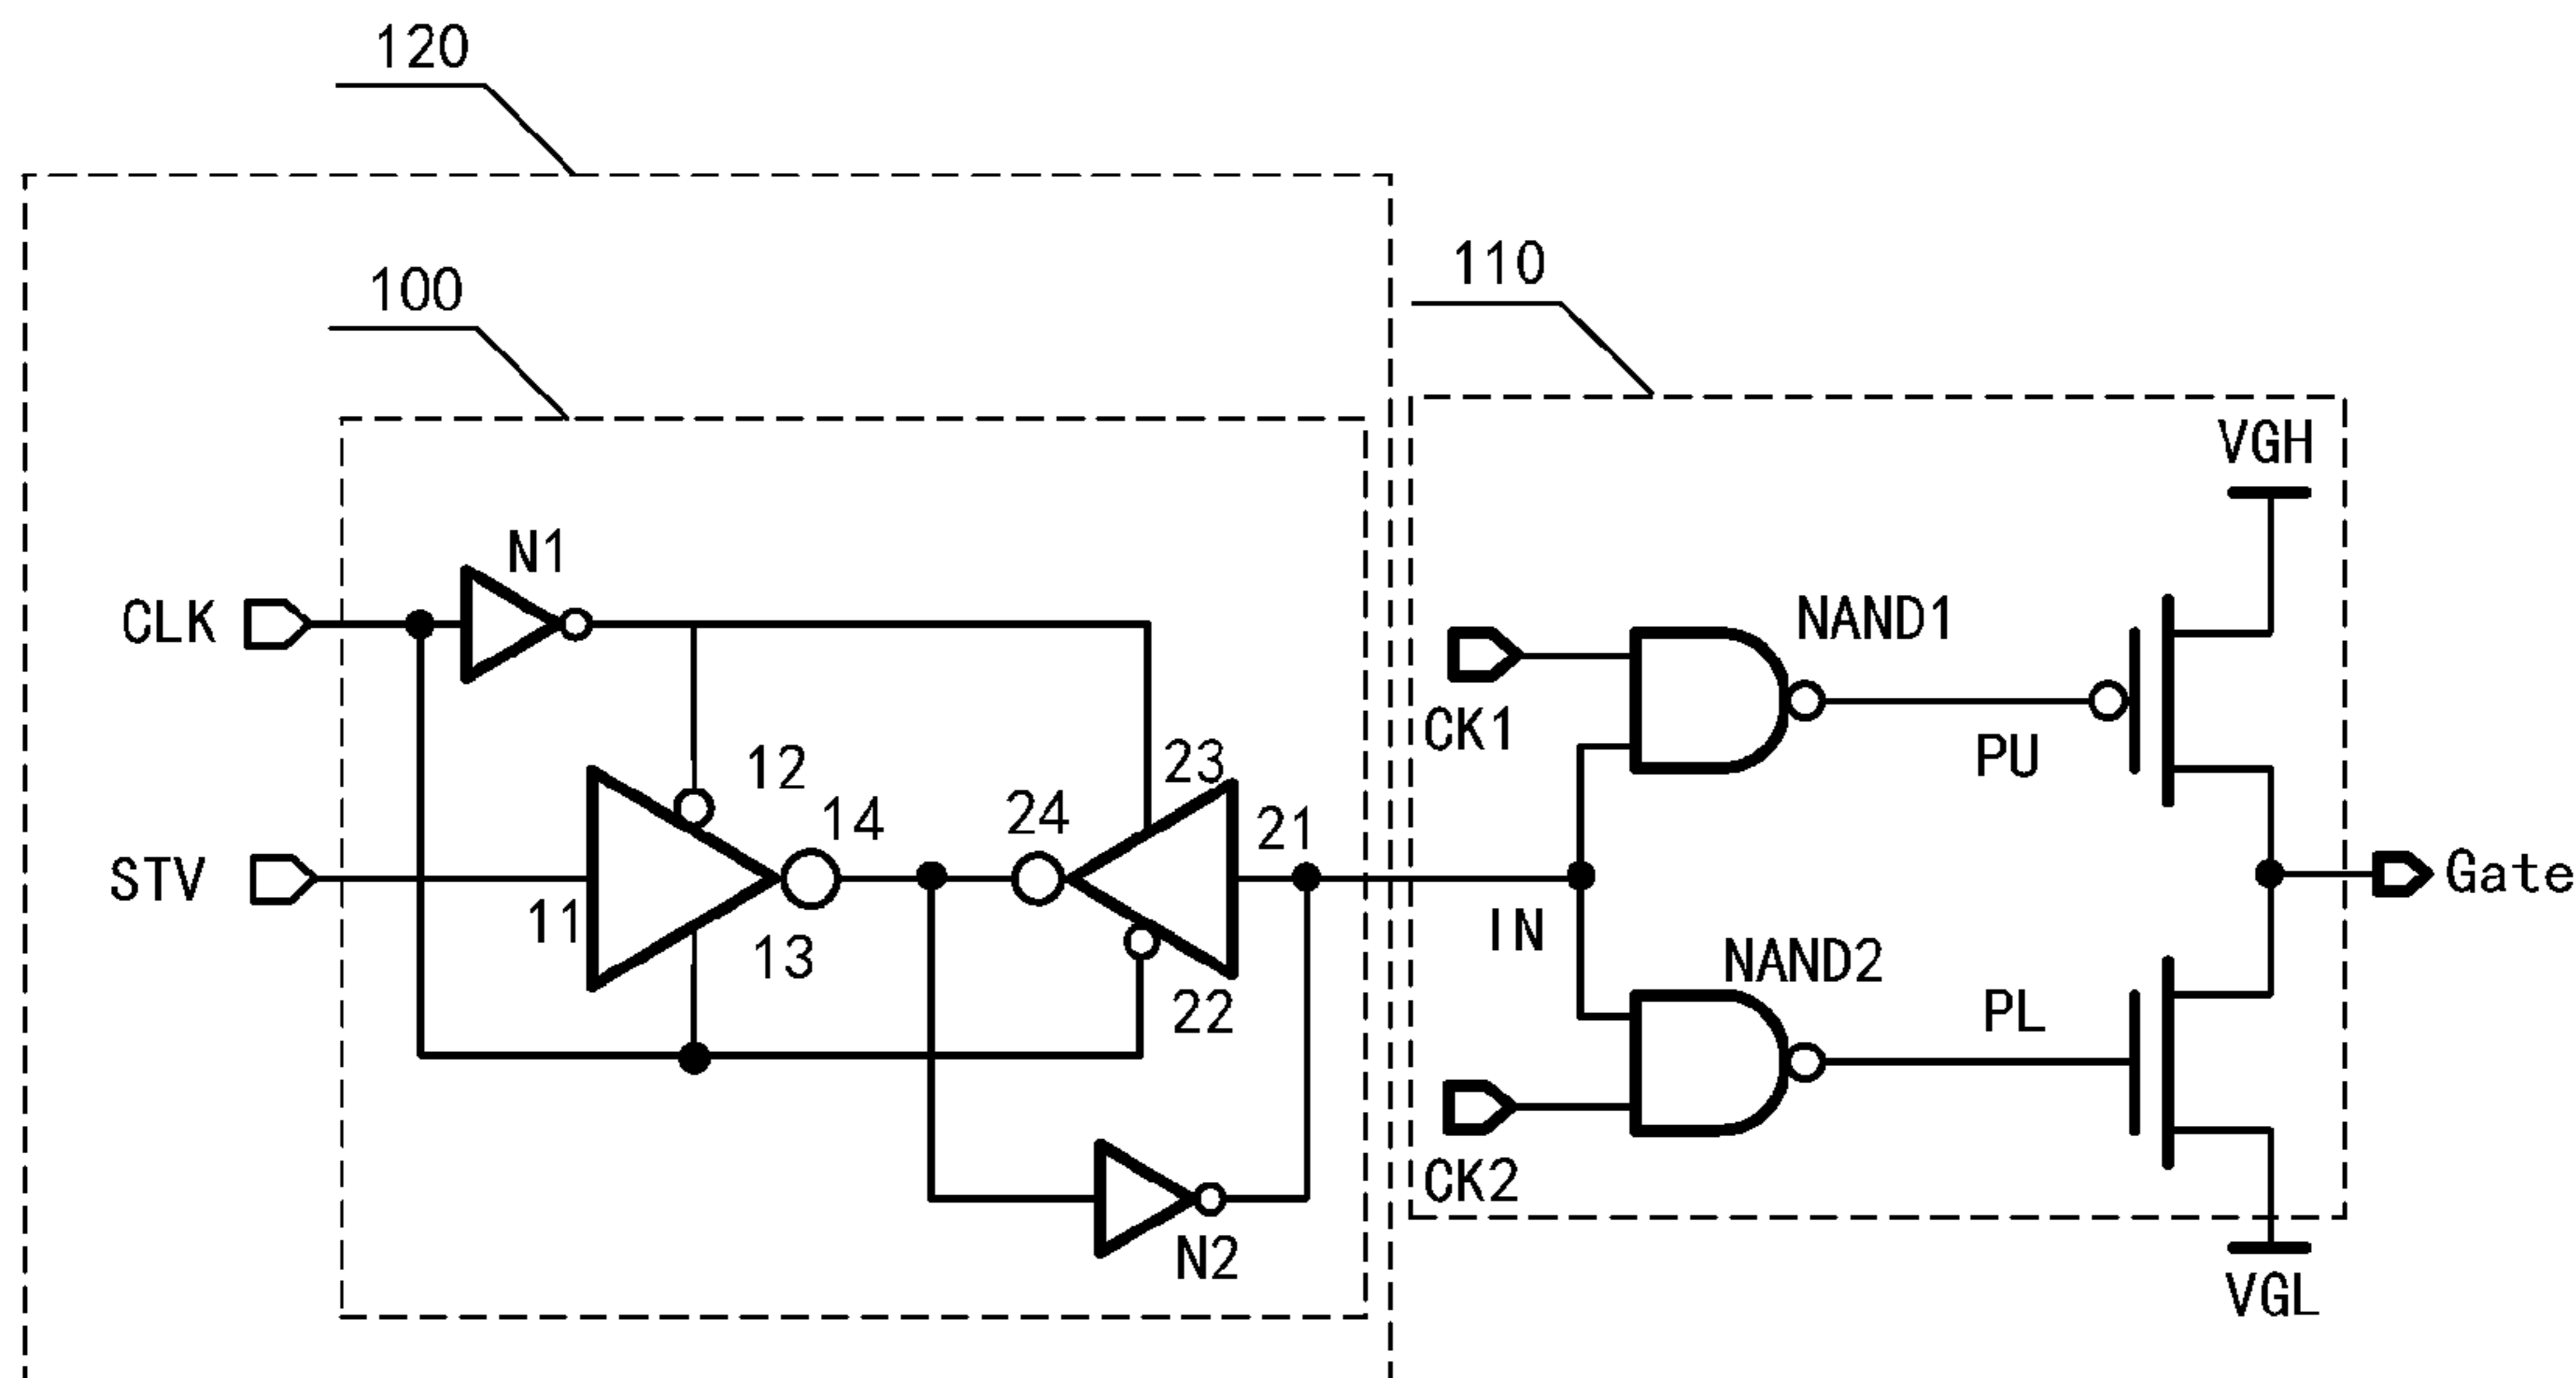 120
100
110
VGH
N1
CLK
NAND1
CK1
PU
12
23
14
24
21
STV
Gate
11
13
IN
NAND2
22
PL
CK2
N2
VGL